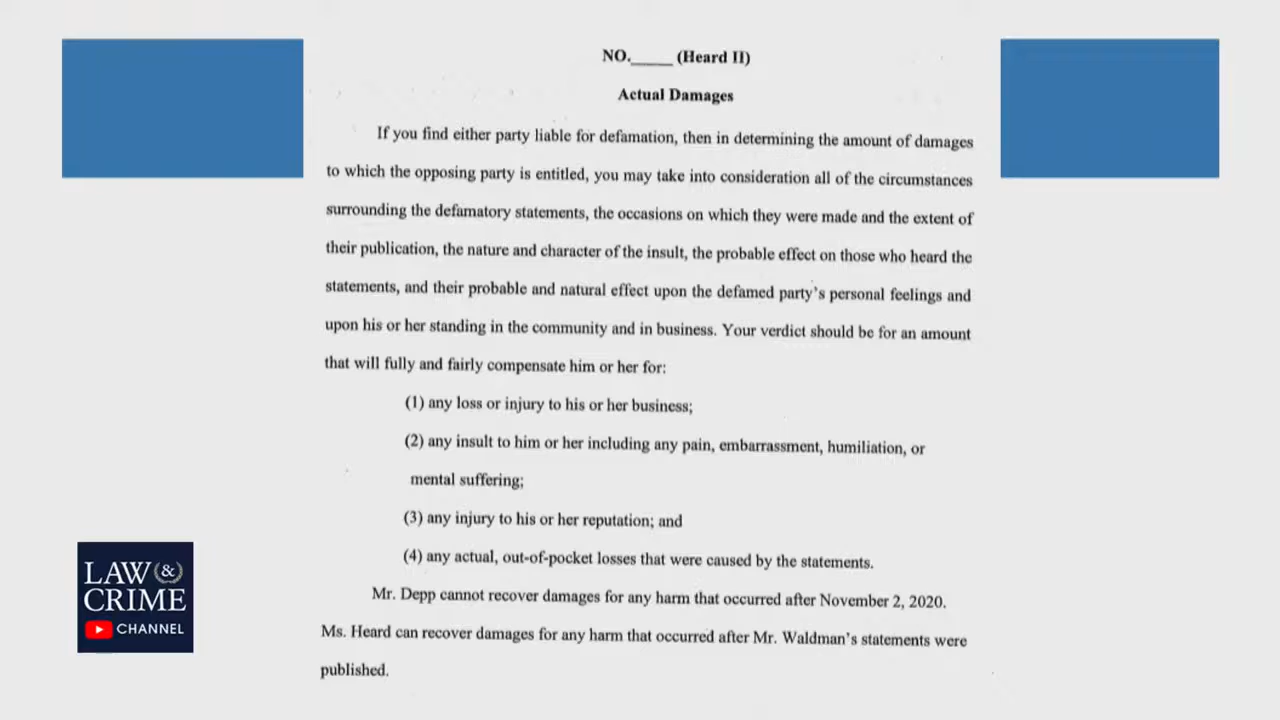 NO._____ (Heard II)
Actual Damages
If you find either party liable for defamation, then in determining the amount of damages
to which the opposing party is entitled, you may take into consideration all of the circumstances
surrounding the defamatory statements, the occasions on which they were made and the extent of
their publication, the nature and character of the insult, the probable effect on those who heard the
statements, and their probable and natural effect upon the defamed party's personal feelings and
upon his or her standing in the community and in business. Your verdict should be for an amount
that will fully and fairly compensate him or her for:
(1) any loss or injury to his or her business;
(2) any insult to him or her including any pain, embarrassment, humiliation, or
mental suffering;
(3) any injury to his or her reputation; and
(4) any actual, out-of-pocket losses that were caused by the statements.
Mr. Depp cannot recover damages for any harm that occurred after November 2, 2020.
Ms. Heard can recover damages for any harm that occurred after Mr. Waldman's statements were
published.
LAW &
CRIME
CHANNEL